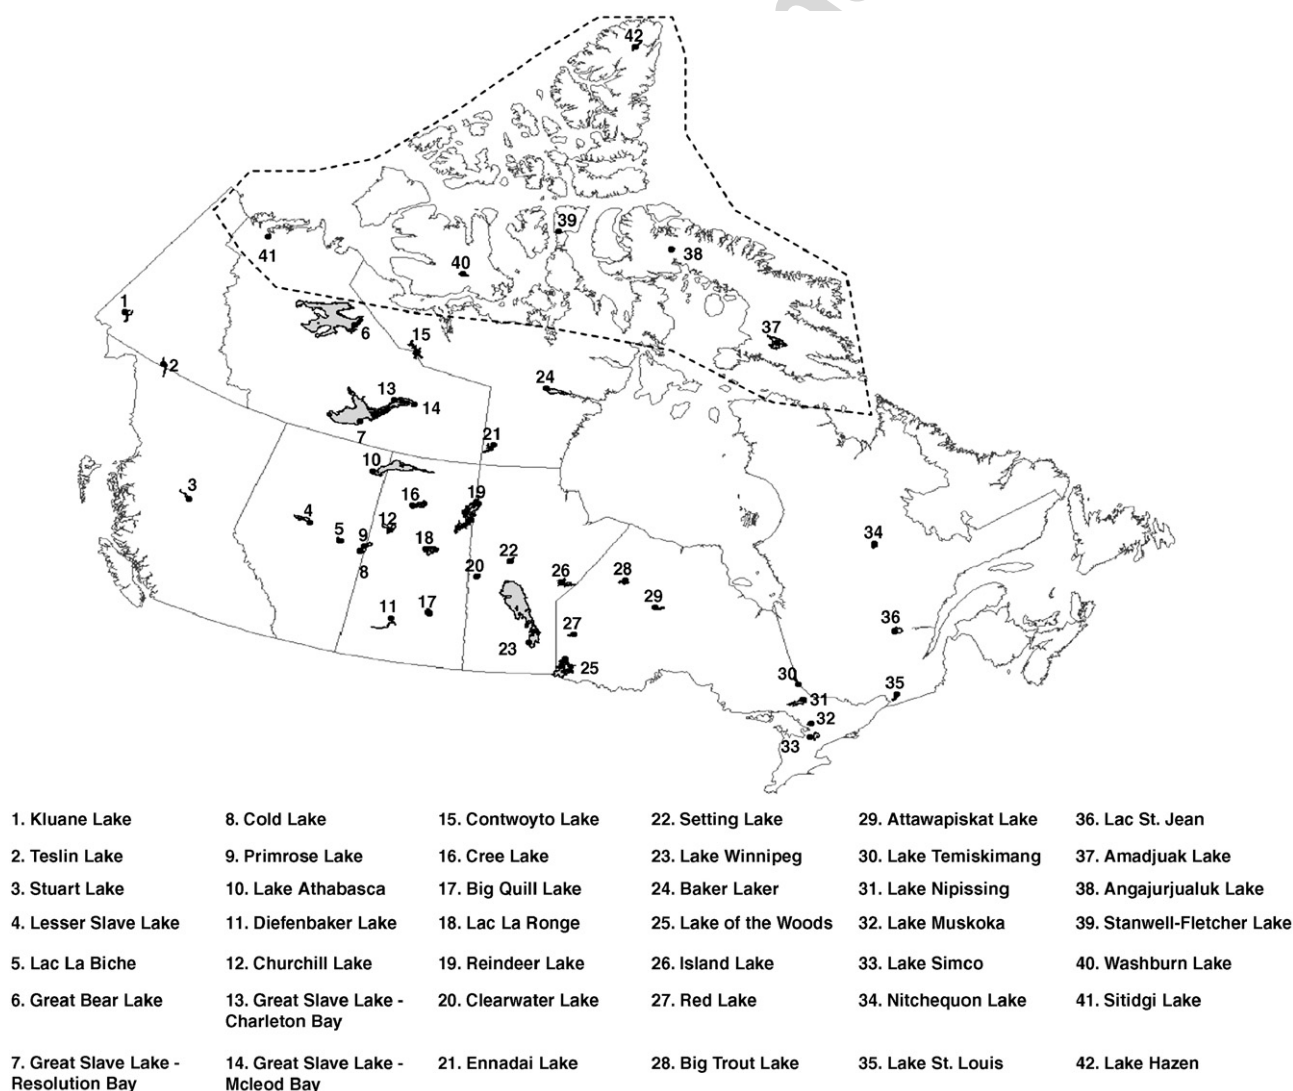 42
39
38
41
40
1
6
15
37
2
13
24
14
7
21
10
3
16
19
4
12
5
9
18
34
8
22
20
26
28
29
11
17
36
27
23
25
30
35
31
32
33
1. Kluane Lake
8. Cold Lake
15. Contwoyto Lake
22. Setting Lake
29. Attawapiskat Lake
36. Lac St. Jean
2. Teslin Lake
9. Primrose Lake
16. Cree Lake
23. Lake Winnipeg
30. Lake Temiskimang
37. Amadjuak Lake
3. Stuart Lake
10. Lake Athabasca
17. Big Quill Lake
24. Baker Laker
31. Lake Nipissing
38. Angajurjualuk Lake
4. Lesser Slave Lake
11. Diefenbaker Lake
18. Lac La Ronge
25. Lake of the Woods
32. Lake Muskoka
39. Stanwell-Fletcher Lake
5. Lac La Biche
12. Churchill Lake
19. Reindeer Lake
26. Island Lake
33. Lake Simco
40. Washburn Lake
6. Great Bear Lake
13. Great Slave Lake -
Charleton Bay
20. Clearwater Lake
27. Red Lake
34. Nitchequon Lake
41. Sitidgi Lake
7. Great Slave Lake -
Resolution Bay
14. Great Slave Lake -
Mcleod Bay
21. Ennadai Lake
28. Big Trout Lake
35. Lake St. Louis
42. Lake Hazen